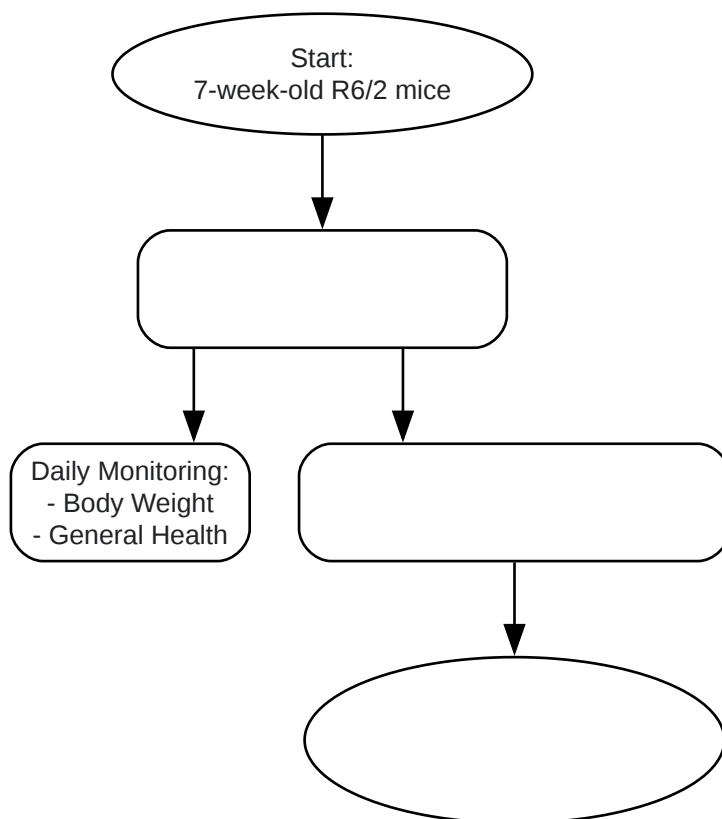 Start:
7-week-old R6/2 mice
Daily Monitoring:
- Body Weight
- General Health